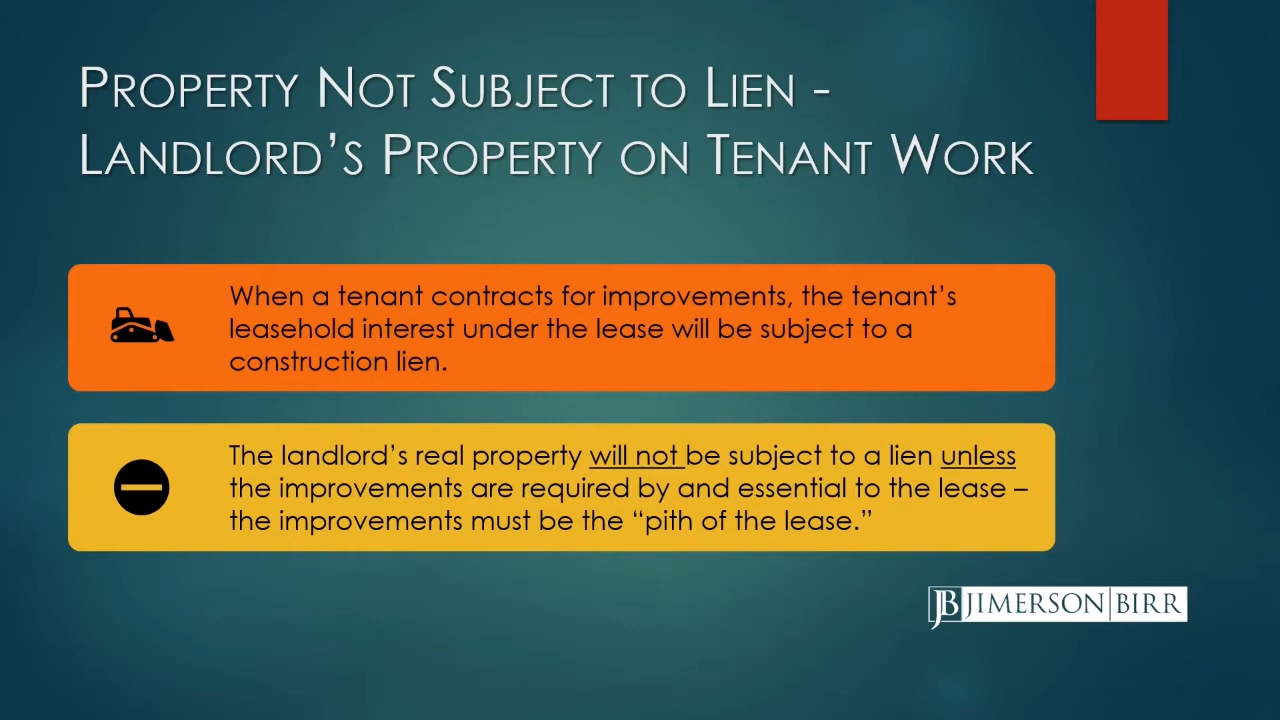 Property Not Subject to Lien -
Landlord’s Property on Tenant Work
When a tenant contracts for improvements, the tenant’s
leasehold interest under the lease will be subject to a
construction lien.
The landlord’s real property will not be subject to a lien unless
the improvements are required by and essential to the lease –
the improvements must be the “pith of the lease.”
JB JIMERSON BIRR